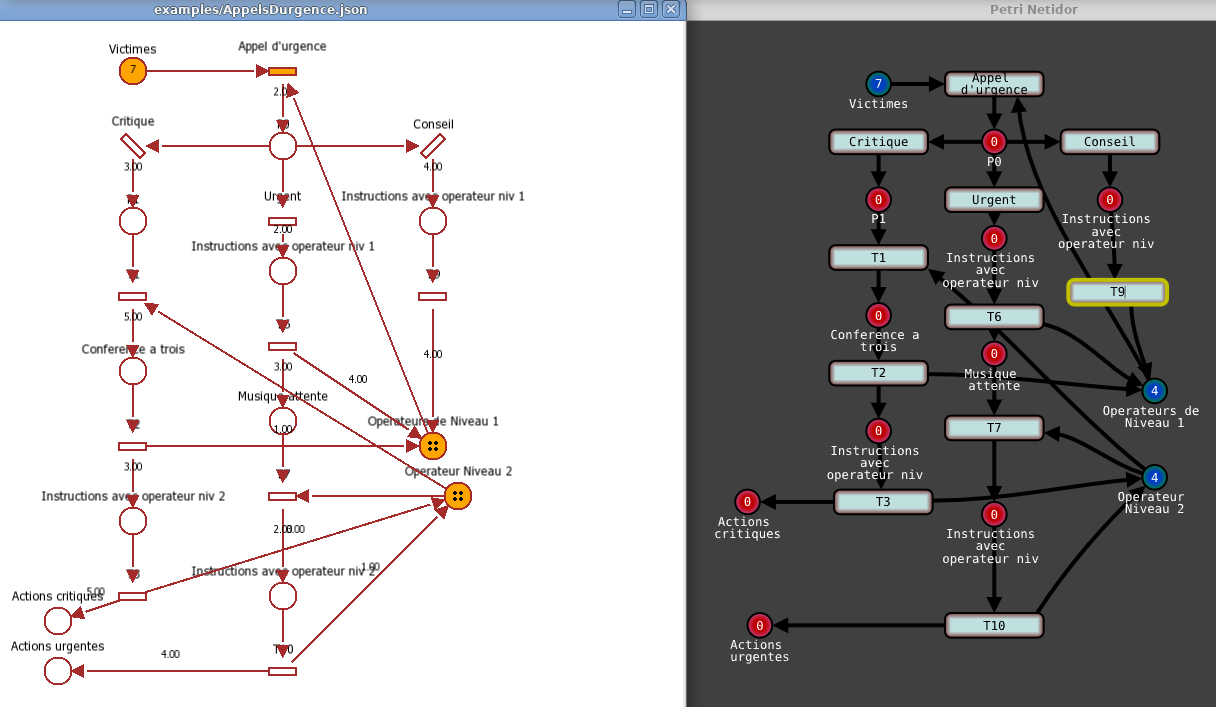 examples/AppelsDurgence.json
Victimes
7
Appel d'urgence
2.0
Critique
Conseil
3.00
4.00
Urgent
Instructions avec operateur niv 1
2.00
Instructions avec operateur niv 1
5.00
Conference a trois
3.00
4.00
4.00
Musique attente
1.00
Operateurs de Niveau 1
3.00
Operateur Niveau 2
Instructions avec operateur niv 2
2.00
Instructions avec operateur niv 2
1.00
5.00
Actions critiques
Actions urgentes
4.00
Petri Netidor
7
Victimes
Appel
d'urgence
Critique
0
P0
Conseil
0
P1
Urgent
0
Instructions
avec
operateur niv
0
Instructions
avec
operateur niv
T1
T9
0
Conference a
trois
T6
T2
0
Musique
attente
4
Operateurs de
Niveau 1
0
Instructions
avec
operateur niv
T7
4
Operateur
Niveau 2
0
Actions
critiques
T3
0
Instructions
avec
operateur niv
0
Actions
urgentes
T10